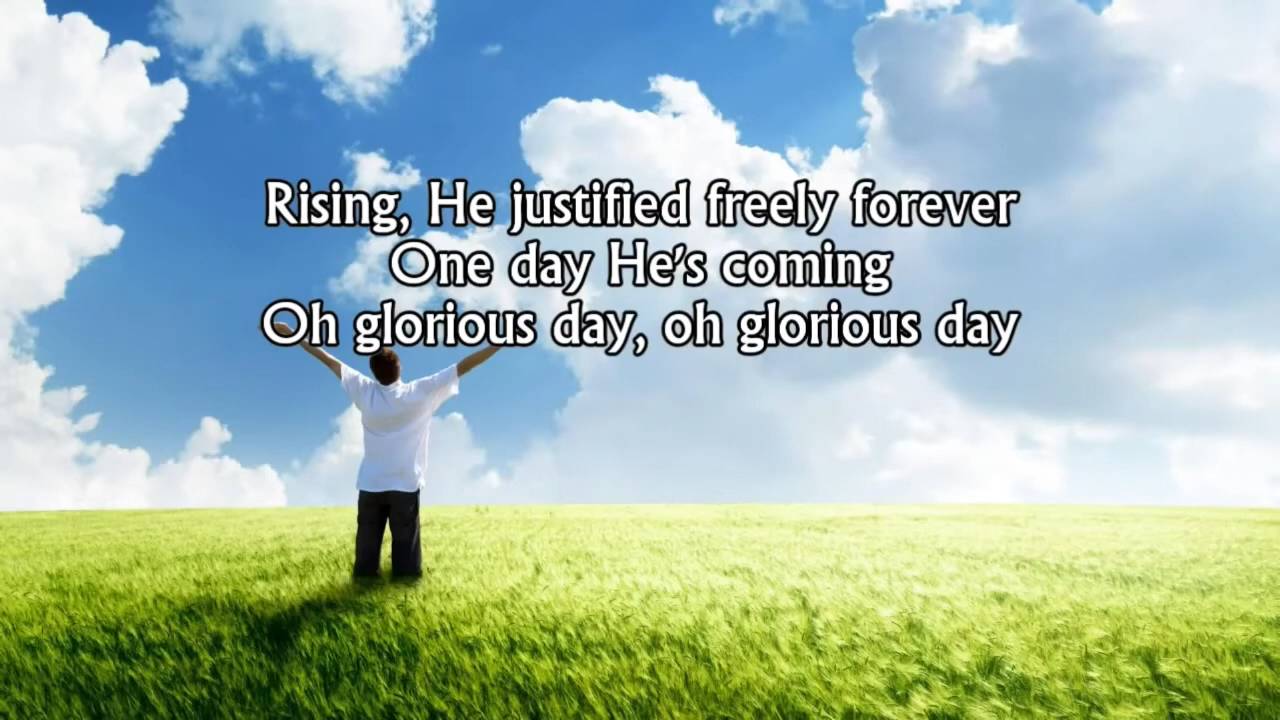 Rising, He justified freely forever
One day He's coming
Oh glorious day, oh glorious day